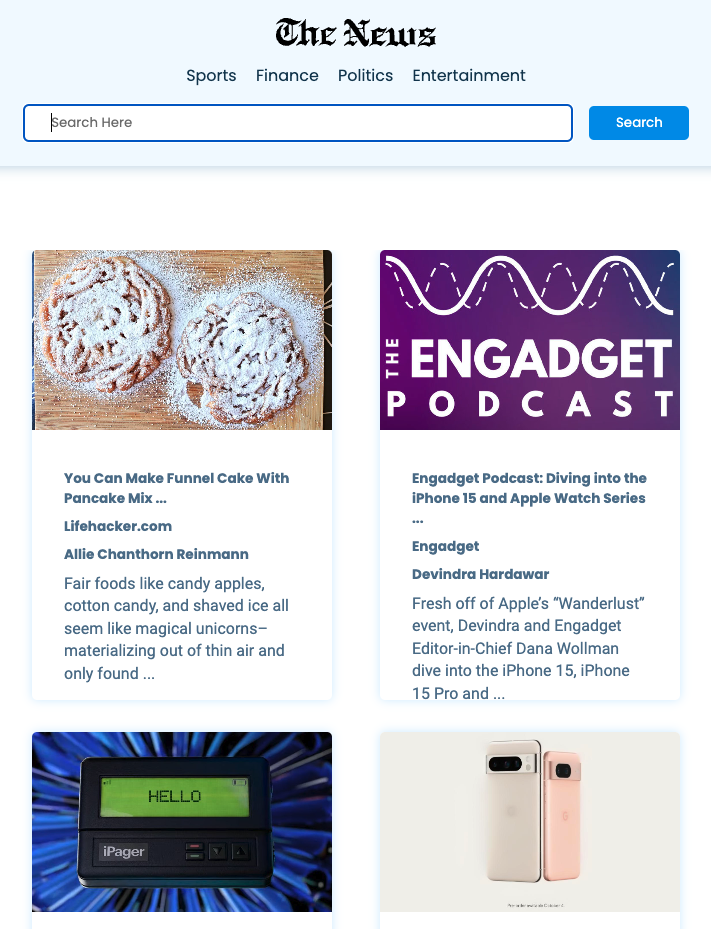 The News
Sports Finance Politics Entertainment
Search Here
Search
THE
ENGADGET
PODCAST
You Can Make Funnel Cake With
Pancake Mix ...
Lifehacker.com
Allie Chanthorn Reinmann
Fair foods like candy apples,
cotton candy, and shaved ice all
seem like magical unicorns–
materializing out of thin air and
only found ...
Engadget Podcast: Diving into the
iPhone 15 and Apple Watch Series
...
Engadget
Devindra Hardawar
Fresh off of Apple’s “Wanderlust”
event, Devindra and Engadget
Editor-in-Chief Dana Wollman
dive into the iPhone 15, iPhone
15 Pro and ...
HELLO
iPager